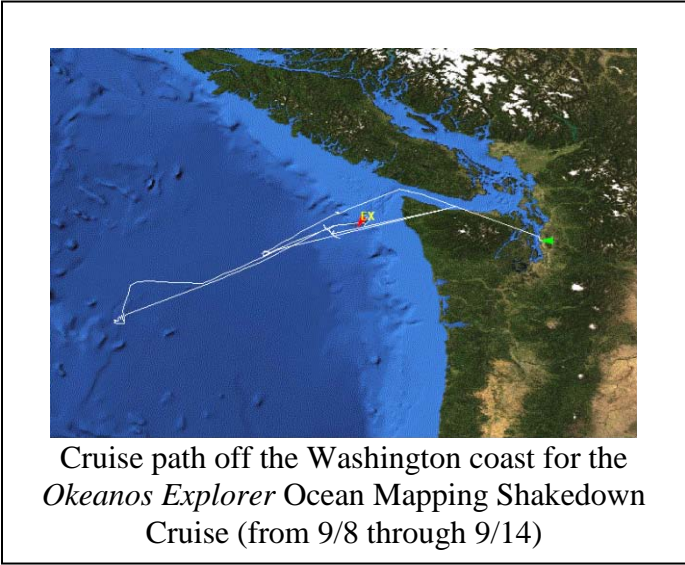 EX
Cruise path off the Washington coast for the
Okeanos Explorer Ocean Mapping Shakedown
Cruise (from 9/8 through 9/14)